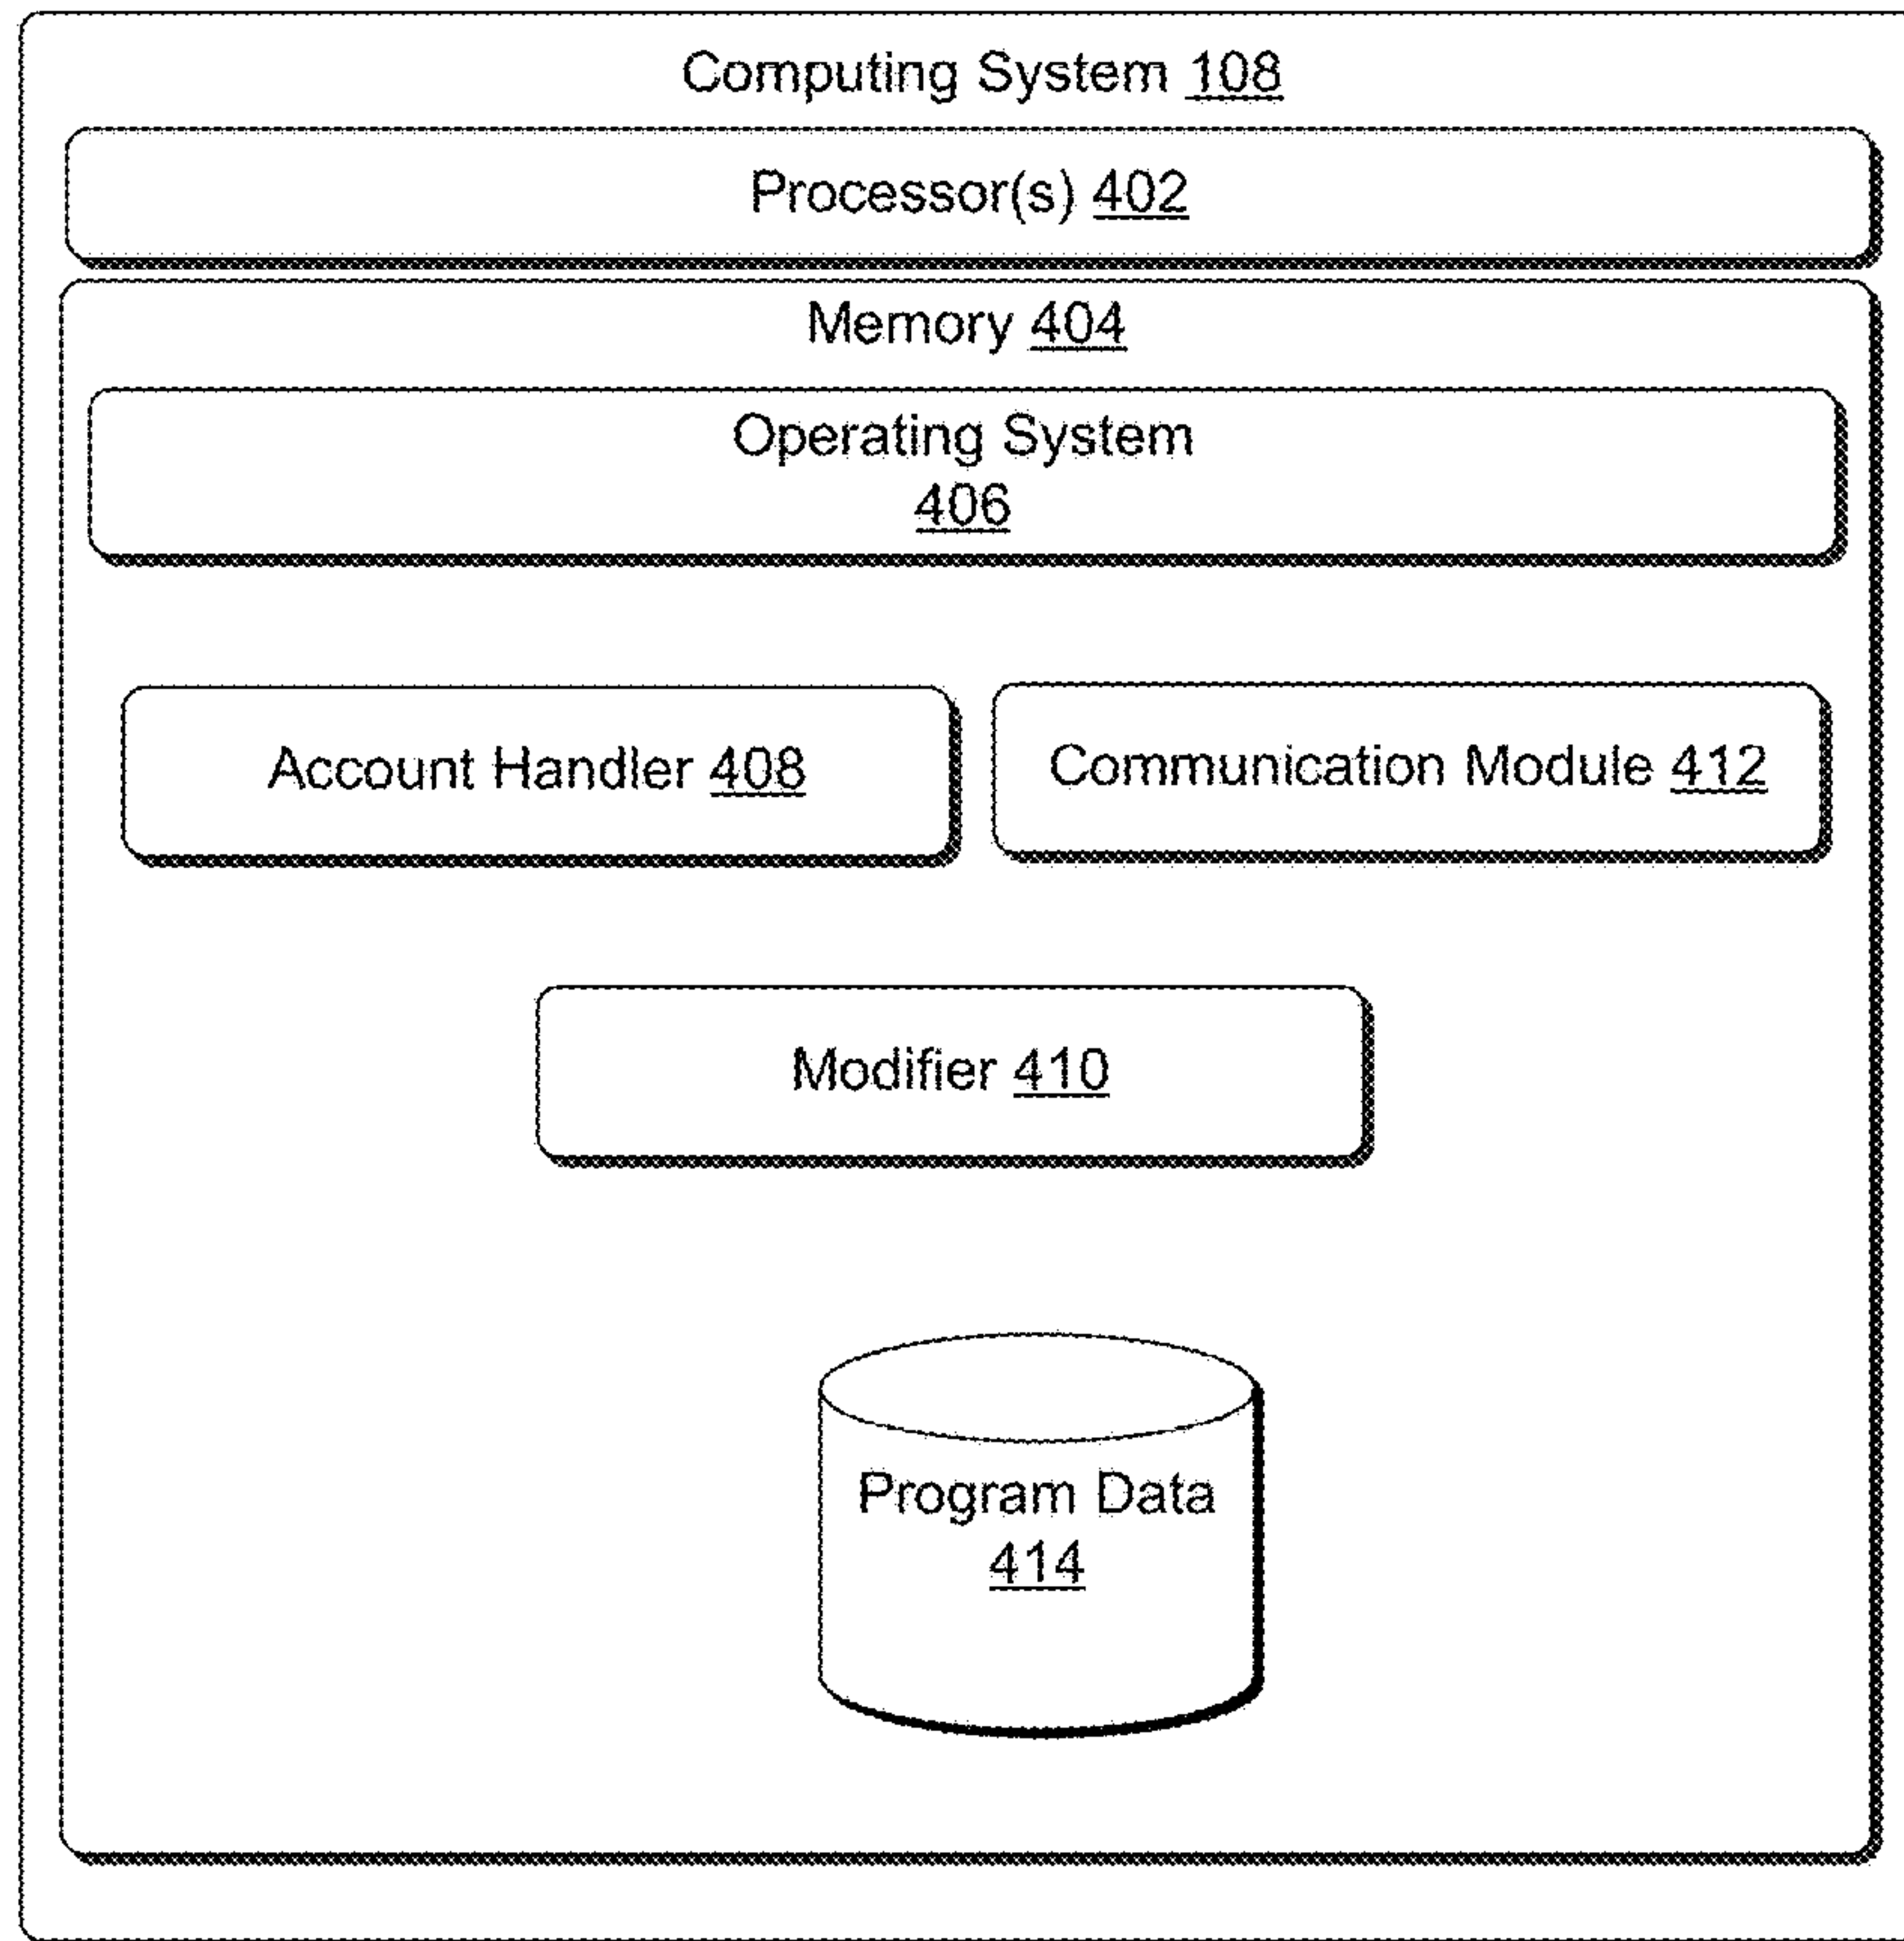 Computing System 108
Processor(s) 402
Memory 404
Operating System
406
Account Handler 408
Communication Module 412
Modifier 410
Program Data
414